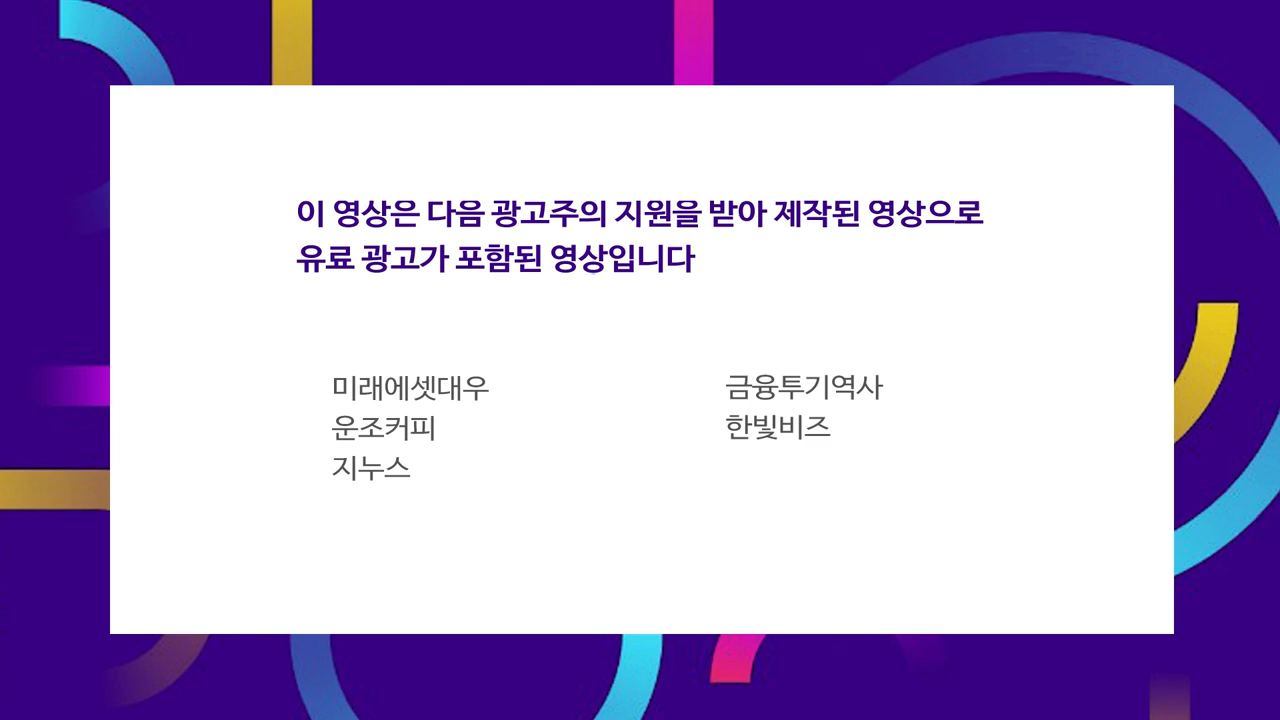 이 영상은 다음 광고주의 지원을 받아 제작된 영상으로
유료 광고가 포함된 영상입니다
미래에셋대우
운조커피
지누스
금융투기역사
한빛비즈